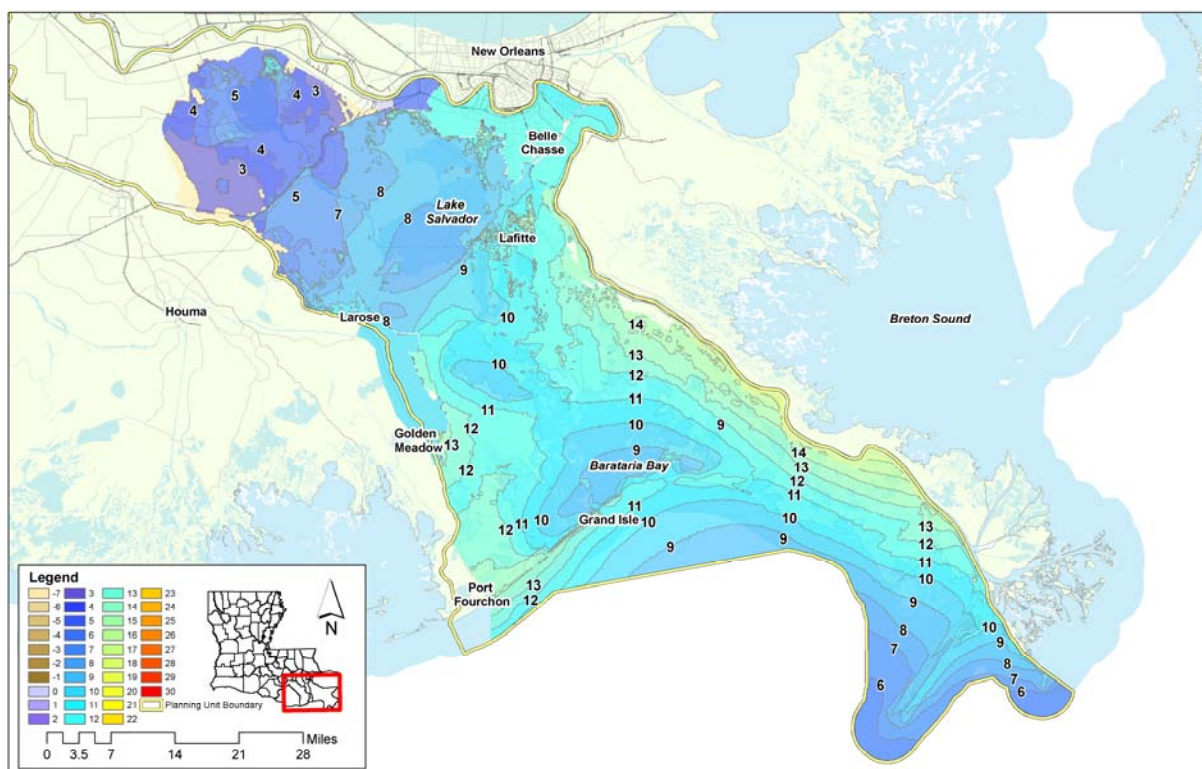 New Orleans
5
4
3
4
Belle
Chasse
4
3
5
8
7
8
Lake
Salvador
Lafitte
9
Houma
Larose
8
10
14
Breton Sound
13
10
12
11
11
10
9
12
Golden
Meadow
13
9
14
12
Barataria Bay
13
12
11
11
12
11
10
Grand Isle
10
10
13
9
9
12
11
10
Port
Fourchon
13
12
9
8
10
9
7
8
7
6
6
Legend
-7 3 13 23
-6 4 14 24
-5 5 15 25
-4 6 16 26
-3 7 17 27
-2 8 18 28
-1 9 19 29
0 10 20 30
1 11 21 Planning Unit Boundary
2 12 22
N
Miles
0 3.5 7 14 21 28